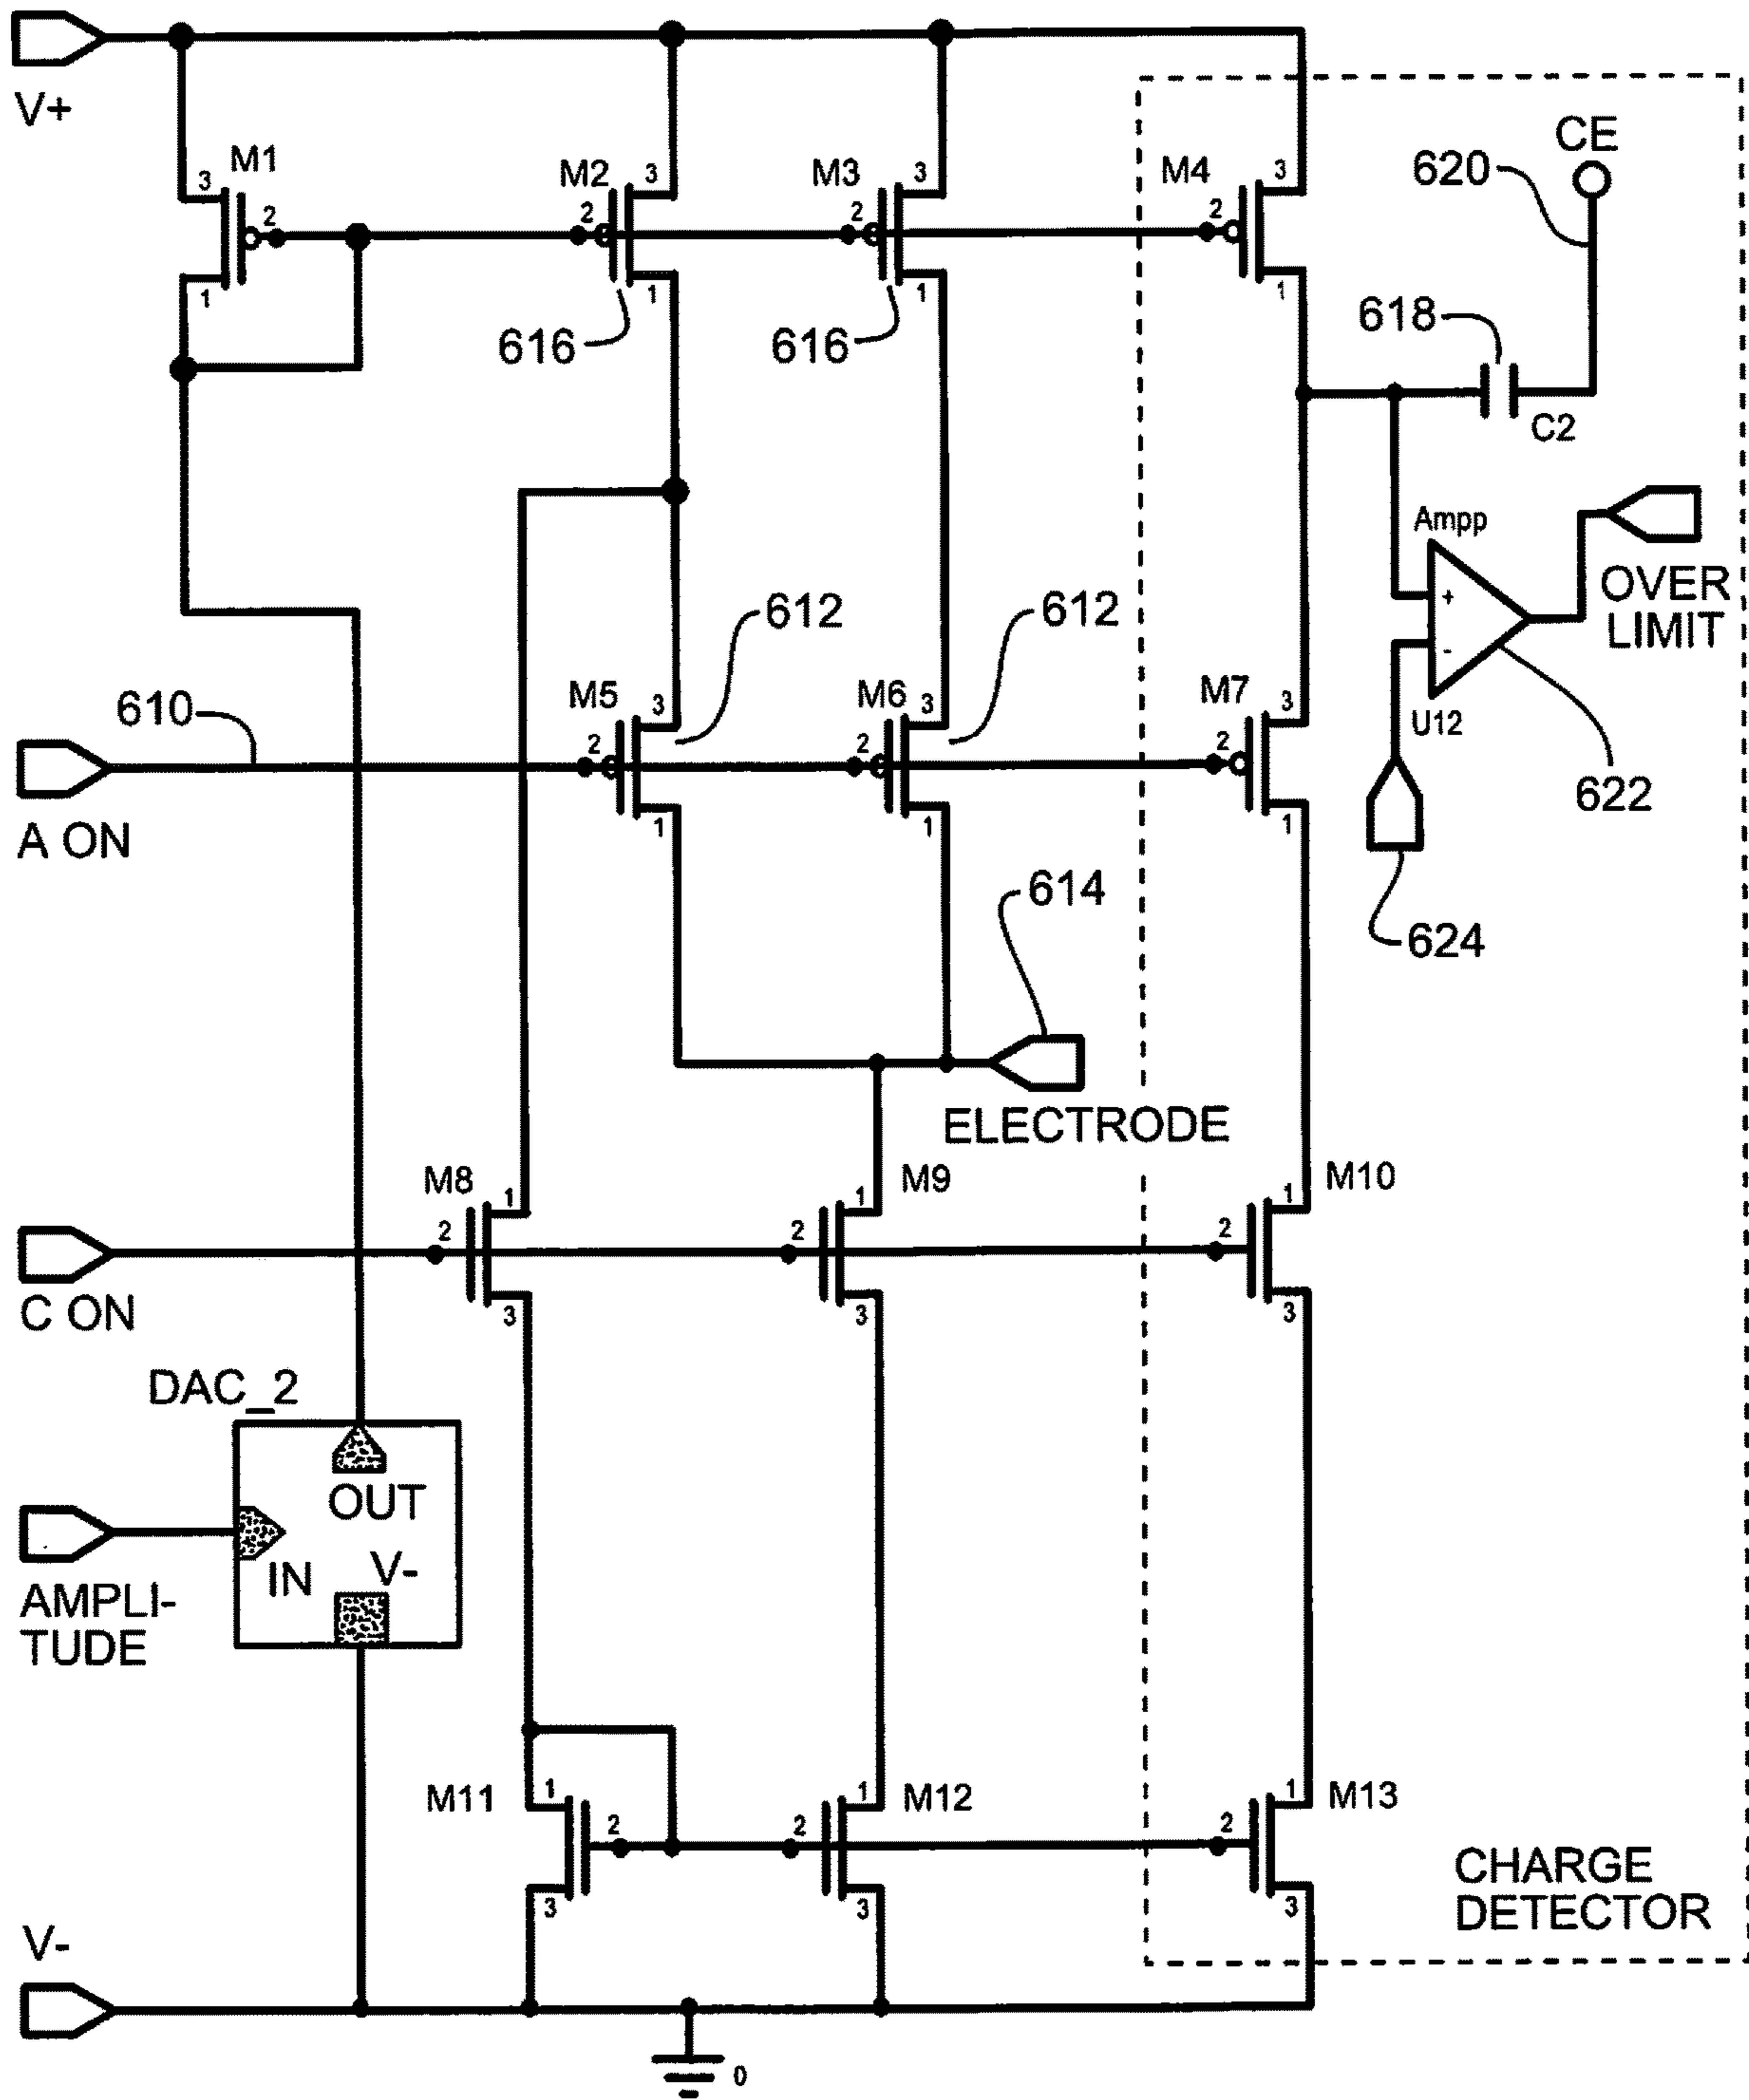 V+
M1
3
2
1
M2
3
2
1
616
M3
3
2
1
616
M4
3
2
1
CE
620
618
C2
Ampp
+
-
U12
OVER
LIMIT
622
624
610
A ON
M5
3
2
1
612
M6
3
2
1
612
M7
3
2
1
614
ELECTRODE
C ON
M8
1
2
3
M9
1
2
3
M10
1
2
3
DAC_2
OUT
IN
V-
AMPLI-
TUDE
M11
1
2
3
M12
1
2
3
M13
1
2
3
CHARGE
DETECTOR
V-
0